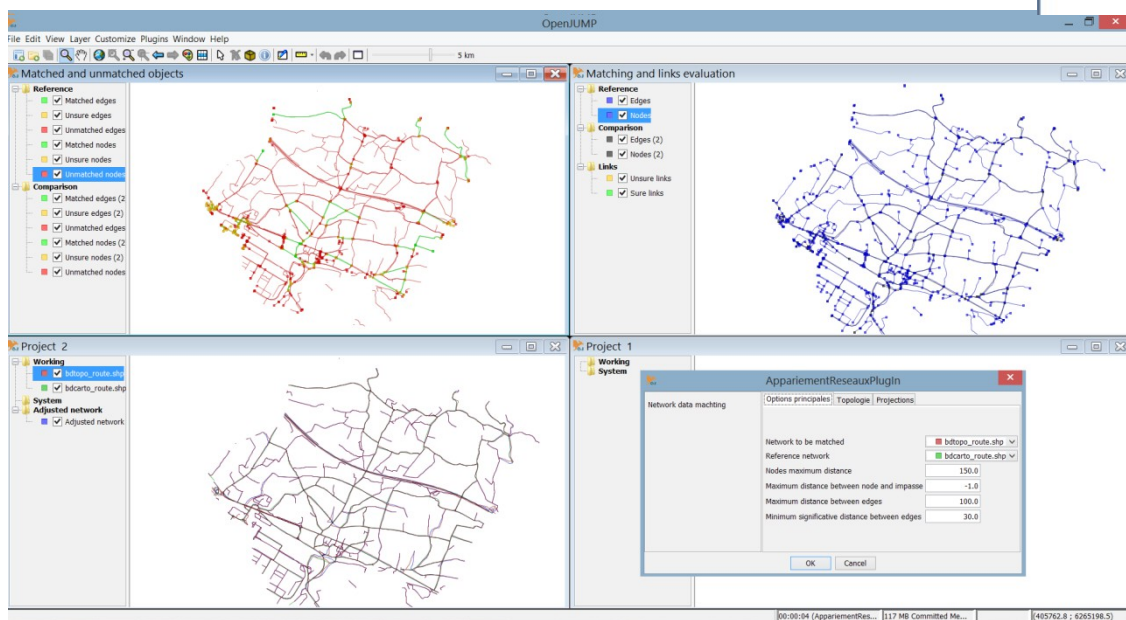 OpenJUMP
File Edit View Layer Customize Plugins Window Help
5 km
Matched and unmatched objects
Reference
Matched edges
Unsure edges
Unmatched edges
Matched nodes
Unsure nodes
Unmatched nodes
Comparison
Matched edges (2
Unsure edges (2)
Unmatched edges
Matched nodes (2
Unsure nodes (2)
Unmatched nodes
Matching and links evaluation
Reference
Edges
Nodes
Comparison
Edges (2)
Nodes (2)
Links
Unsure links
Sure links
Project 2
Working
bdtopo_route.shp
bdcarto_route.shp
System
Adjusted network
Adjusted network
Project 1
Working
System
AppariementReseauxPlugIn
Network data machting
Options principales Topologie Projections
Network to be matched bdtopo_route.shp
Reference network bdcarto_route.shp
Nodes maximum distance 150.0
Maximum distance between node and impasse -1.0
Maximum distance between edges 100.0
Minimum significative distance between edges 30.0
OK Cancel
00:00:04 (AppariementRes... 117 MB Committed Me... (405762.8 ; 6265198.5)